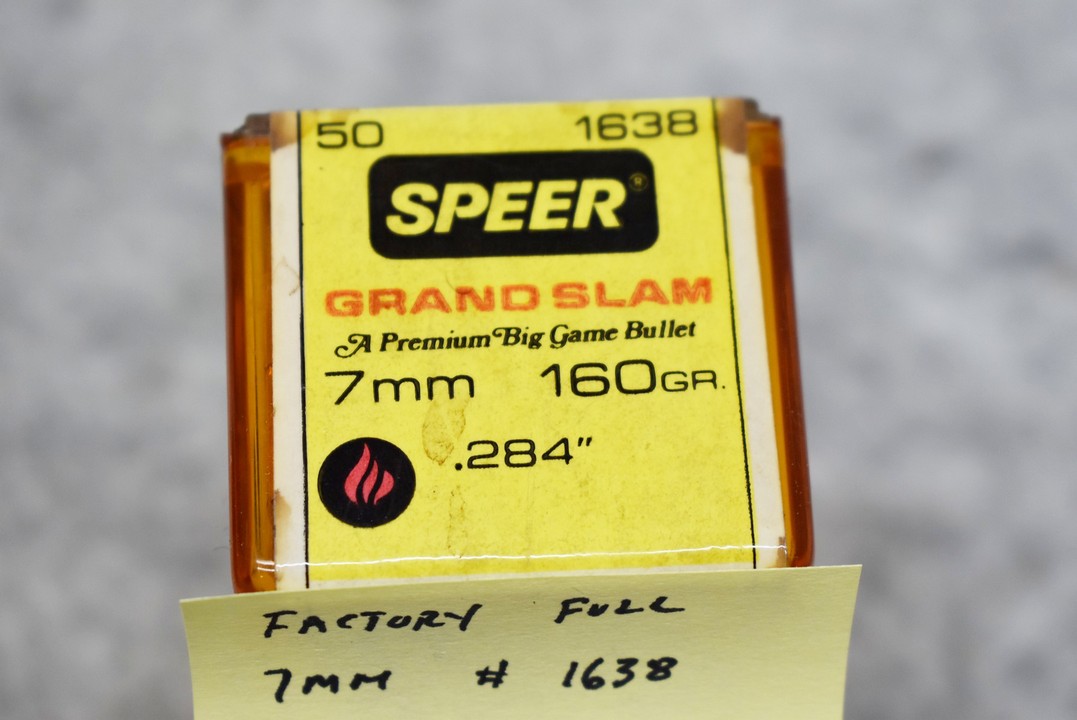 50 1638
SPEER®
GRAND SLAM
A Premium Big Game Bullet
7mm 160GR.
.284"
FACTORY FULL
7MM # 1638